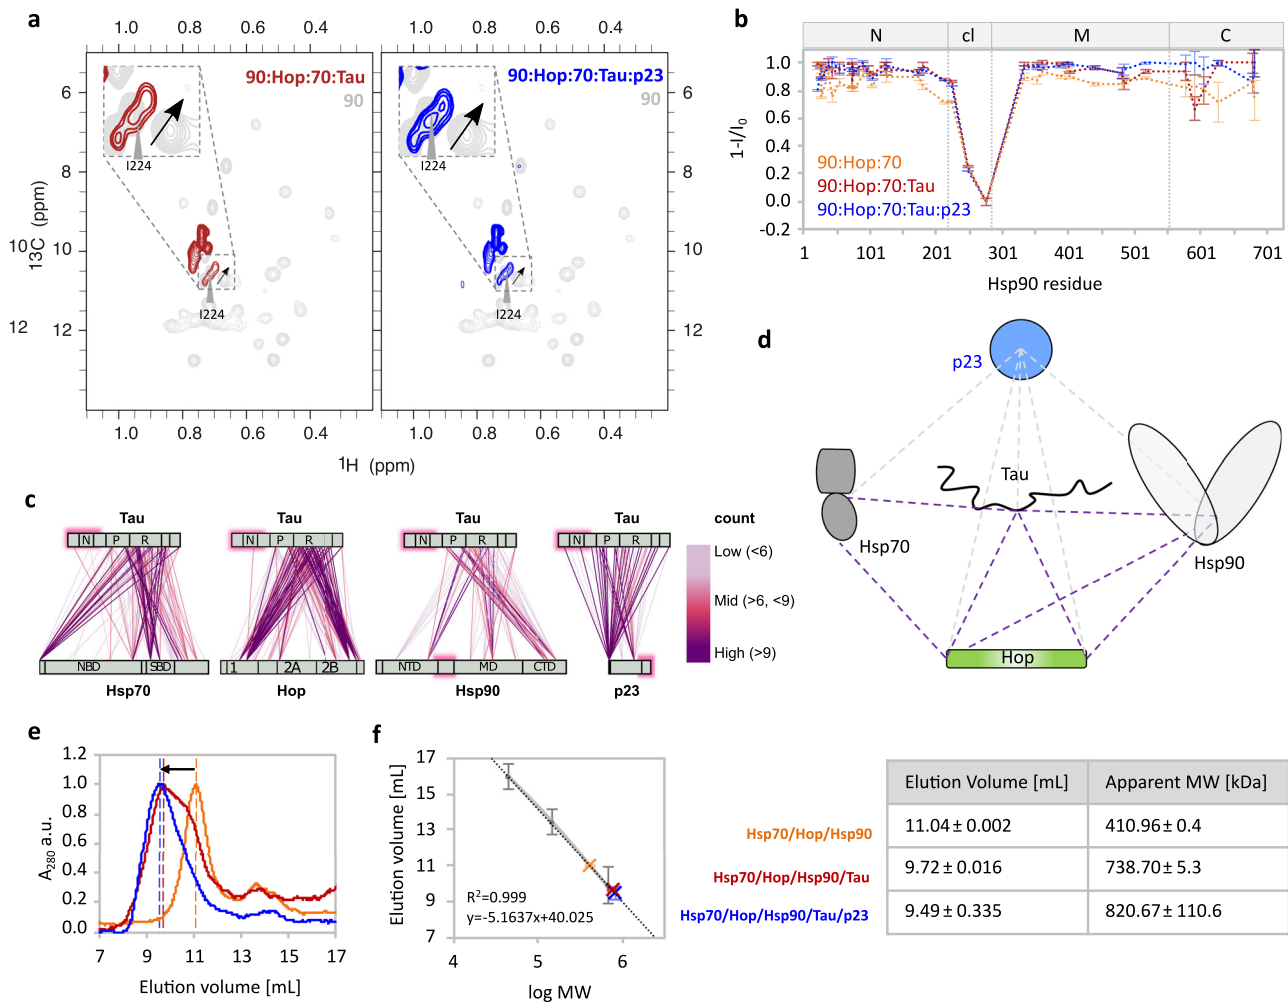 a
1.0 0.8 0.6 0.4
1.0 0.8 0.6 0.4
90:Hop:70:Tau
90
90:Hop:70:Tau:p23
90
I224
I224
6
8
10
12
6
8
10
12
13C (ppm)
I224
I224
1.0 0.8 0.6 0.4
1.0 0.8 0.6 0.4
1H (ppm)
b
N cl M C
1.0
0.8
0.6
0.4
0.2
0.0
-0.2
1-I/I0
90:Hop:70
90:Hop:70:Tau
90:Hop:70:Tau:p23
1 101 201 301 401 501 601 701
Hsp90 residue
c
Tau Tau Tau Tau
N P R
N P R
N P R
N P R
NBD SBD
1 2A 2B
NTD MD CTD
Hsp70 Hop Hsp90 p23
count
Low (<6)
Mid (>6, <9)
High (>9)
d
p23
Tau
Hsp70
Hsp90
Hop
e
1.2
1.0
0.8
0.6
0.4
0.2
0.0
A280 a.u.
7 9 11 13 15 17
Elution volume [mL]
f
17
15
13
11
9
7
Elution volume [mL]
R²=0.999
y=-5.1637x+40.025
4 5 6
log MW
Elution Volume [mL] Apparent MW [kDa]
Hsp70/Hop/Hsp90 11.04 ± 0.002 410.96 ± 0.4
Hsp70/Hop/Hsp90/Tau 9.72 ± 0.016 738.70 ± 5.3
Hsp70/Hop/Hsp90/Tau/p23 9.49 ± 0.335 820.67 ± 110.6